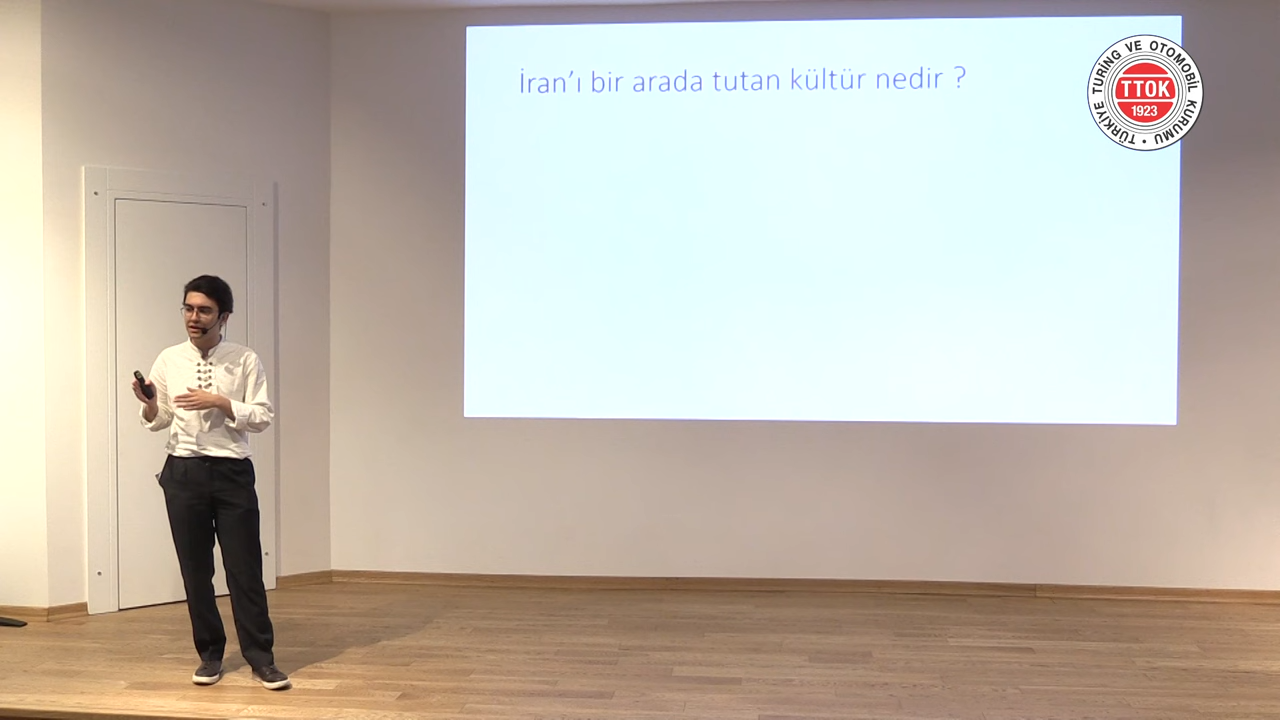 İran'ı bir arada tutan kültür nedir ?
TÜRKİYE TURİNG VE OTOMOBİL KURUMU •
TTOK
1923